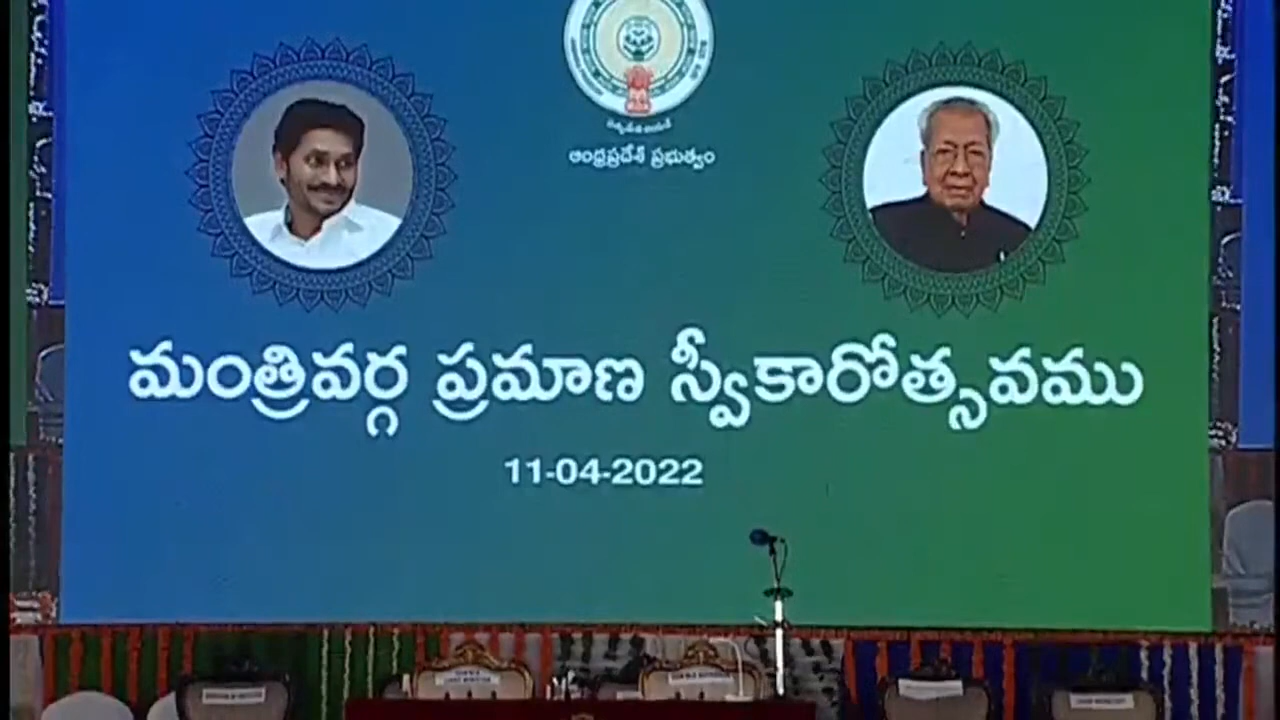 ఆంధ్రప్రదేశ్ ప్రభుత్వం
మంత్రివర్గ ప్రమాణ స్వీకారోత్సవము
11-04-2022